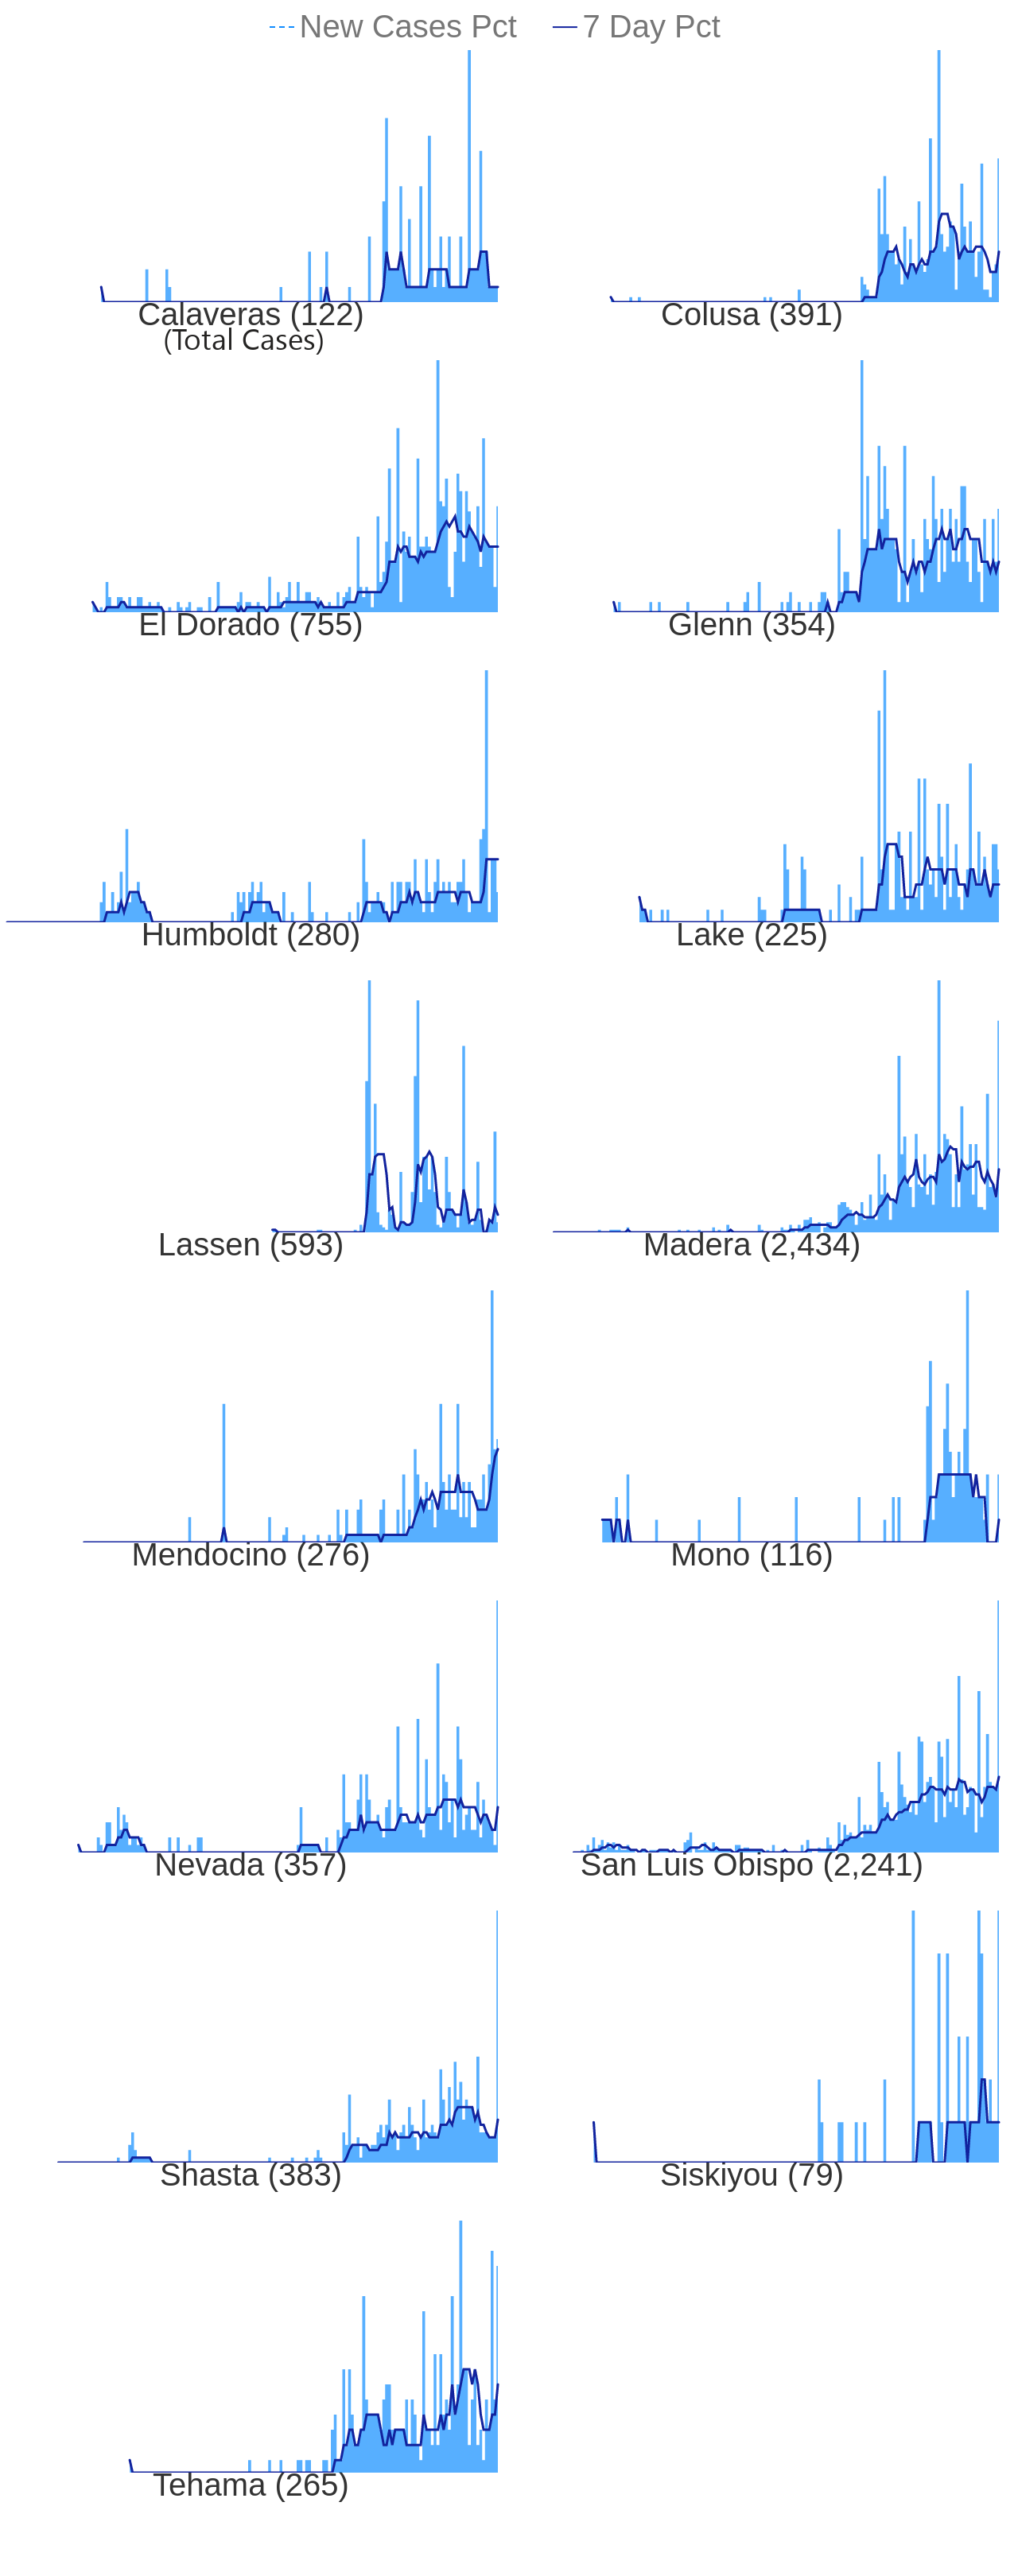 New Cases Pct 7 Day Pct
Calaveras (122) Colusa (391)
(Total Cases)
El Dorado (755) Glenn (354)
Humboldt (280) Lake (225)
Lassen (593) Madera (2,434)
Mendocino (276) Mono (116)
Nevada (357) San Luis Obispo (2,241)
Shasta (383) Siskiyou (79)
Tehama (265)